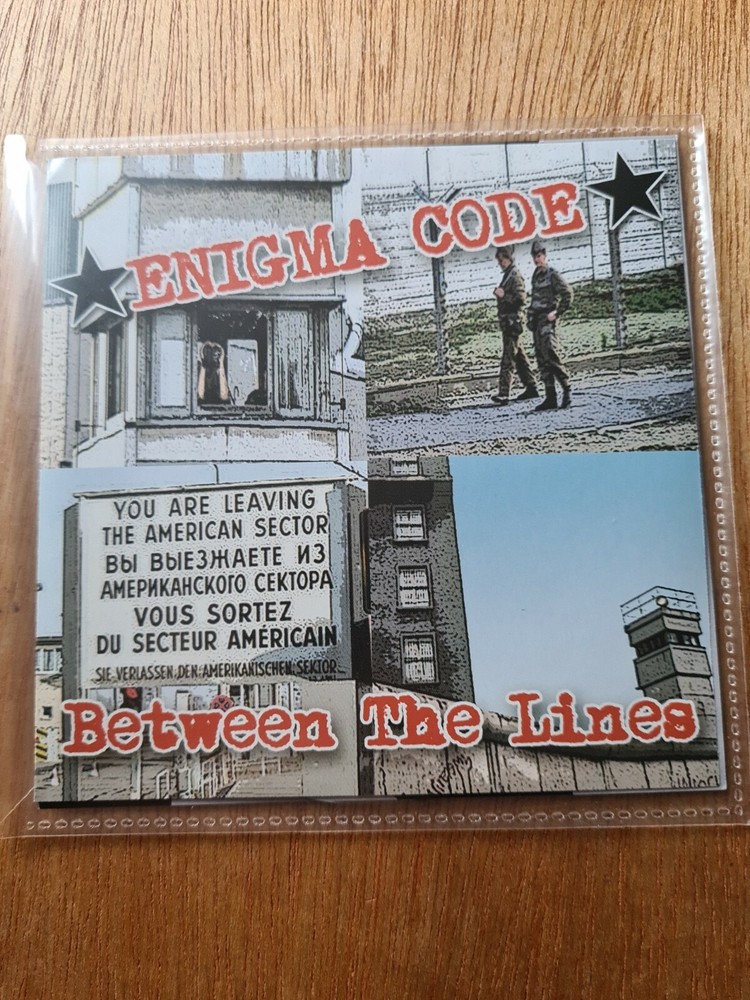 ENIGMA CODE
YOU ARE LEAVING
THE AMERICAN SECTOR
ВЫ ВЫЕЗЖАЕТЕ ИЗ
АМЕРИКАНСКОГО СЕКТОРА
VOUS SORTEZ
DU SECTEUR AMÉRICAIN
SIE VERLASSEN DEN AMERIKANISCHEN SEKTOR
Between The Lines